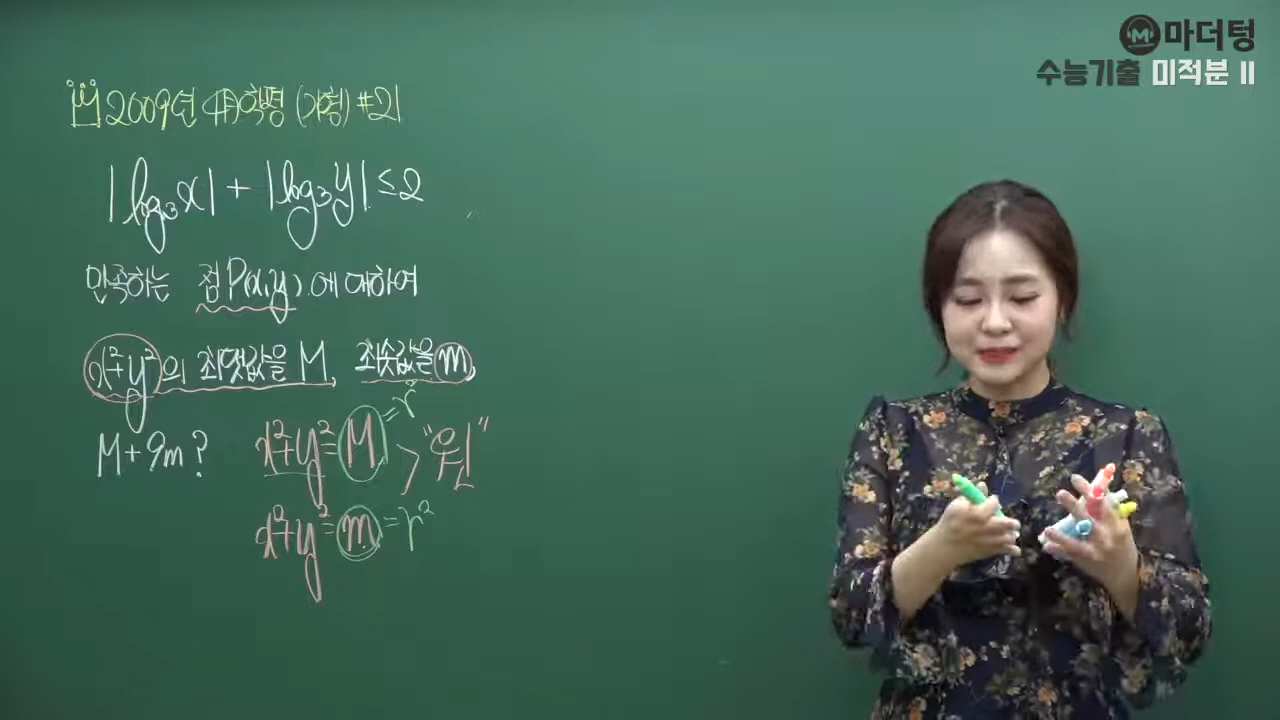 마더텅
수능기출 미적분 II
2009년 4月 학평 (가형) #21
|log₃x| + |log₃y| ≤ 2
만족하는 점 P(x, y)에 대하여
x²+y²의 최댓값을 M, 최솟값을 m,
M+9m?
x²+y²=M=r² > "원"
x²+y²=m=r²